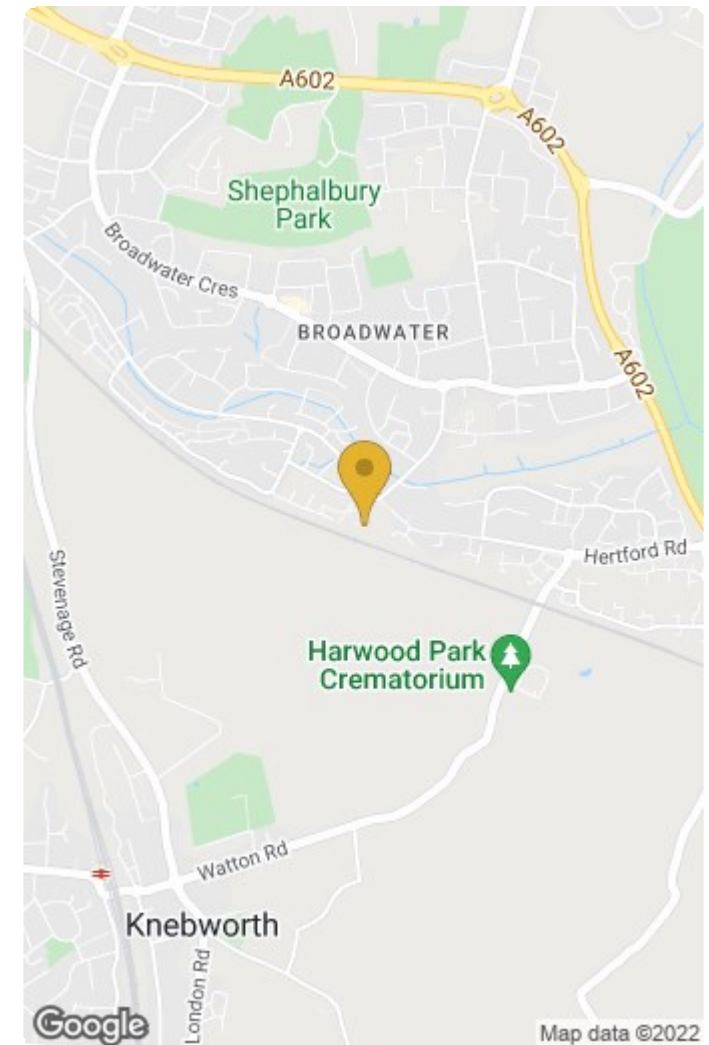 A602
A602
Shephalbury
Park
Broadwater Cres
BROADWATER
A602
Hertford Rd
Stevenage Rd
Harwood Park
Crematorium
Watton Rd
Knebworth
London Rd
Google
Map data ©2022